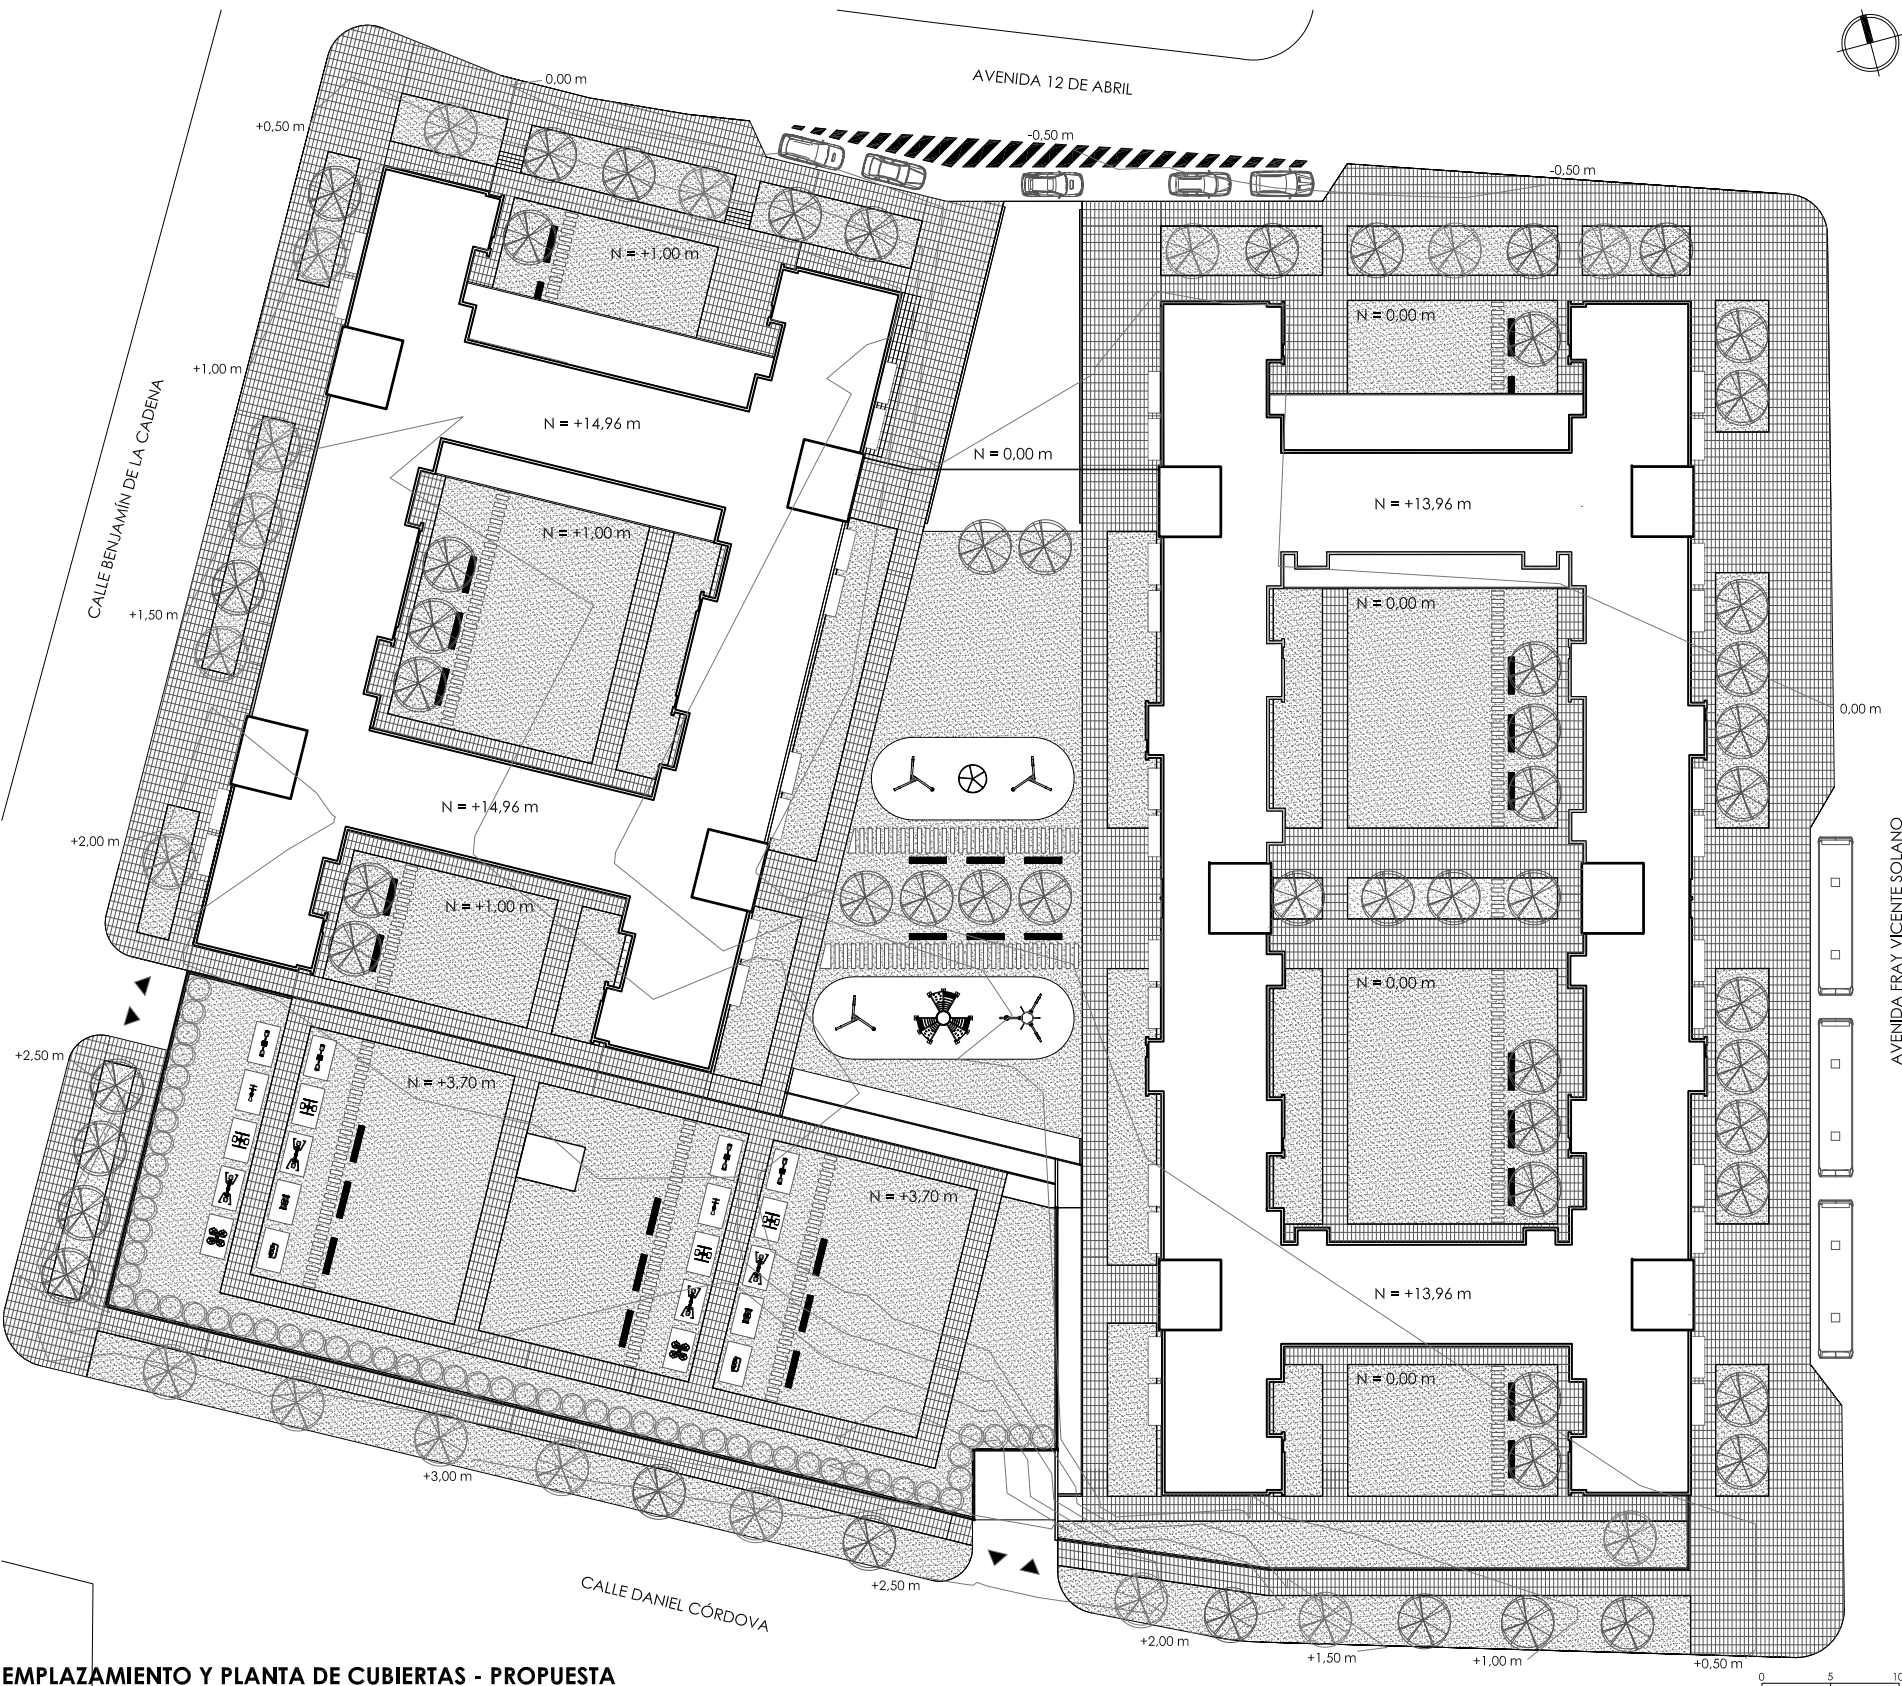 AVENIDA 12 DE ABRIL
0,00 m
+0,50 m
-0,50 m
-0,50 m
N = +1,00 m
N = 0,00 m
+1,00 m
N = +14,96 m
N = 0,00 m
N = +13,96 m
CALLE BENJAMÍN DE LA CADENA
N = +1,00 m
N = 0,00 m
+1,50 m
0,00 m
N = +14,96 m
+2,00 m
AVENIDA FRAY VICENTE SOLANO
N = +1,00 m
N = 0,00 m
+2,50 m
N = +3,70 m
N = +3,70 m
N = +13,96 m
N = 0,00 m
+3,00 m
+2,50 m
CALLE DANIEL CÓRDOVA
+2,00 m
+1,50 m
+1,00 m
+0,50 m
EMPLAZAMIENTO Y PLANTA DE CUBIERTAS - PROPUESTA
0 5 10